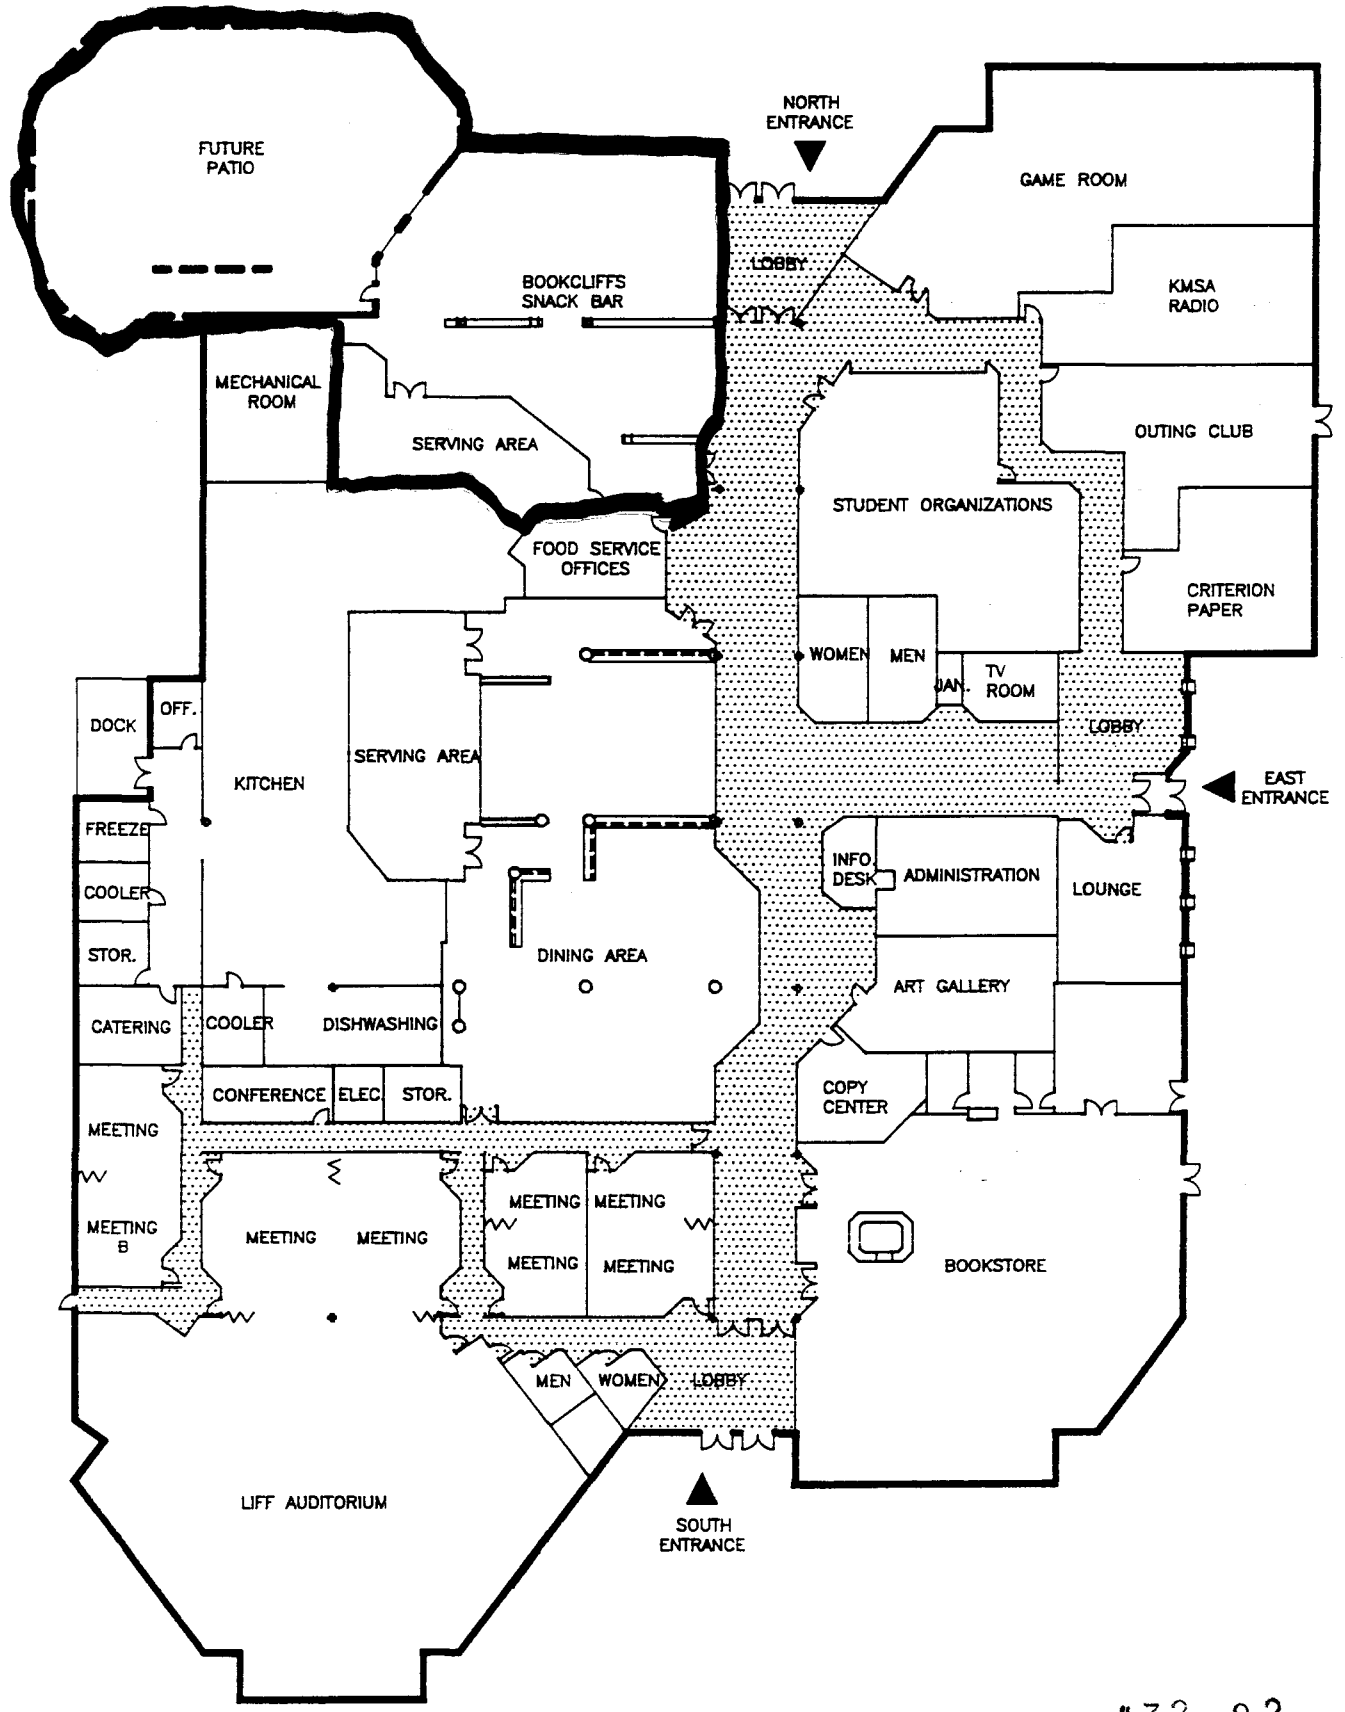 NORTH
ENTRANCE
FUTURE
PATIO
GAME ROOM
LOBBY
BOOKCLIFFS
SNACK BAR
KMSA
RADIO
MECHANICAL
ROOM
SERVING AREA
OUTING CLUB
STUDENT ORGANIZATIONS
FOOD SERVICE
OFFICES
CRITERION
PAPER
WOMEN
MEN
JAN.
TV
ROOM
DOCK
OFF.
LOBBY
SERVING AREA
KITCHEN
EAST
ENTRANCE
FREEZE
INFO.
DESK
ADMINISTRATION
COOLER
LOUNGE
STOR.
DINING AREA
ART GALLERY
CATERING
COOLER
DISHWASHING
CONFERENCE
ELEC.
STOR.
COPY
CENTER
MEETING
MEETING
MEETING
MEETING
B
MEETING
MEETING
MEETING
MEETING
BOOKSTORE
MEN
WOMEN
LOBBY
LIFF AUDITORIUM
SOUTH
ENTRANCE